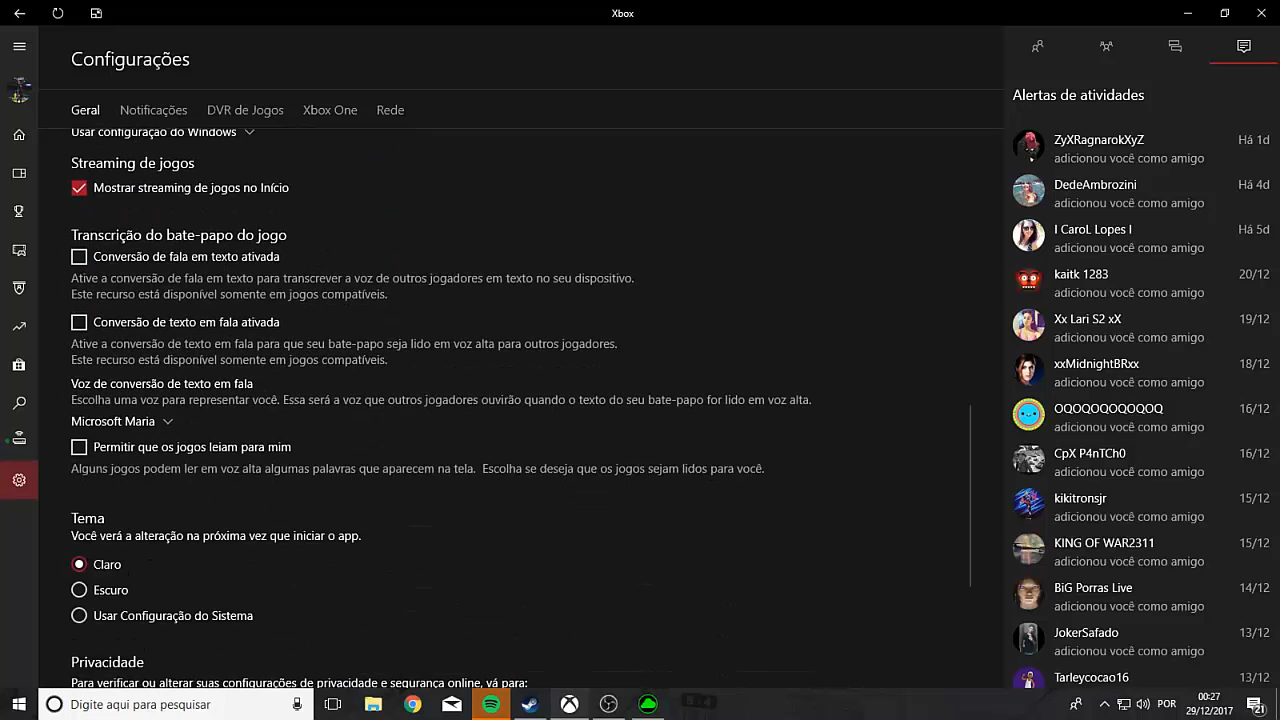 Xbox
Configurações
Geral Notificações DVR de Jogos Xbox One Rede
Usar configuração do Windows
Streaming de jogos
Mostrar streaming de jogos no Início
Transcrição do bate-papo do jogo
Conversão de fala em texto ativada
Ative a conversão de fala em texto para transcrever a voz de outros jogadores em texto no seu dispositivo.
Este recurso está disponível somente em jogos compatíveis.
Conversão de texto em fala ativada
Ative a conversão de texto em fala para que seu bate-papo seja lido em voz alta para outros jogadores.
Este recurso está disponível somente em jogos compatíveis.
Voz de conversão de texto em fala
Escolha uma voz para representar você. Essa será a voz que outros jogadores ouvirão quando o texto do seu bate-papo for lido em voz alta.
Microsoft Maria
Permitir que os jogos leiam para mim
Alguns jogos podem ler em voz alta algumas palavras que aparecem na tela. Escolha se deseja que os jogos sejam lidos para você.
Tema
Você verá a alteração na próxima vez que iniciar o app.
Claro
Escuro
Usar Configuração do Sistema
Privacidade
Para verificar ou alterar suas configurações de privacidade e segurança online, vá para:
Alertas de atividades
ZyXRagnarokXyZ Há 1d
adicionou você como amigo
DedeAmbrozini Há 4d
adicionou você como amigo
I CaroL Lopes I Há 5d
adicionou você como amigo
kaitk 1283 20/12
adicionou você como amigo
Xx Lari S2 xX 19/12
adicionou você como amigo
xxMidnightBRxx 18/12
adicionou você como amigo
OQOQOQOQOQOQ 16/12
adicionou você como amigo
CpX P4nTCh0 16/12
adicionou você como amigo
kikitronsjr 15/12
adicionou você como amigo
KING OF WAR2311 15/12
adicionou você como amigo
BiG Porras Live 14/12
adicionou você como amigo
JokerSafado 13/12
adicionou você como amigo
Tarleycocao16 13/12
Digite aqui para pesquisar
POR
00:27
29/12/2017
21